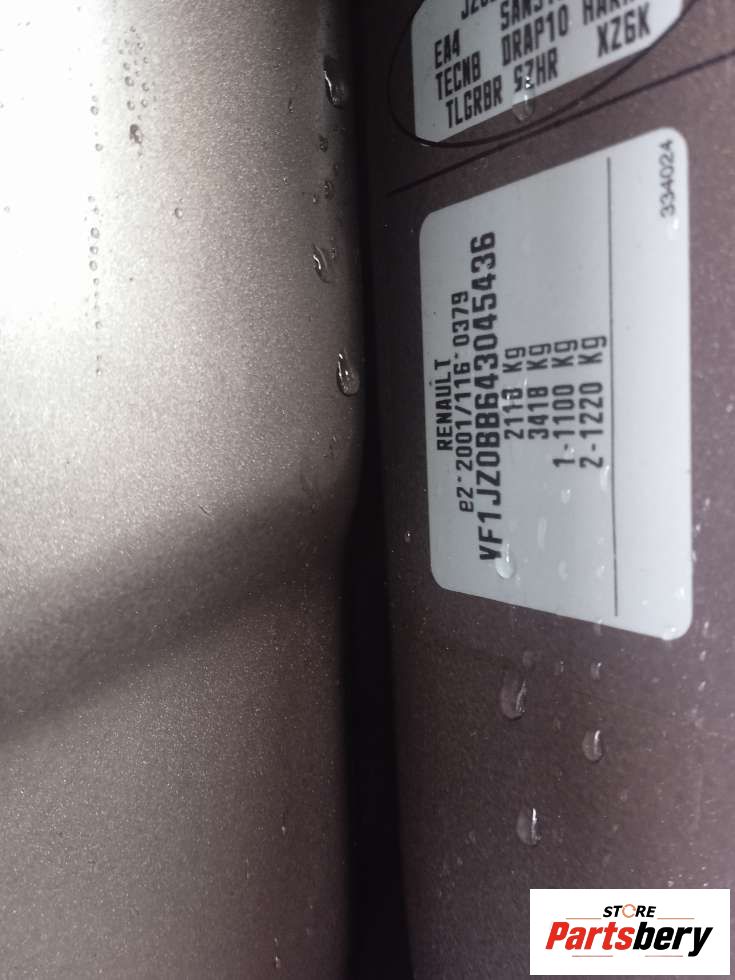 EA4 DRAP10
TECNB SZHR XZ6K
TLGRBR
RENAULT
e2*2001/116*0379
VF1JZ0BB643045436
2118 Kg
3418 Kg
1-1100 Kg
2-1220 Kg
334024
STORE
Partsbery